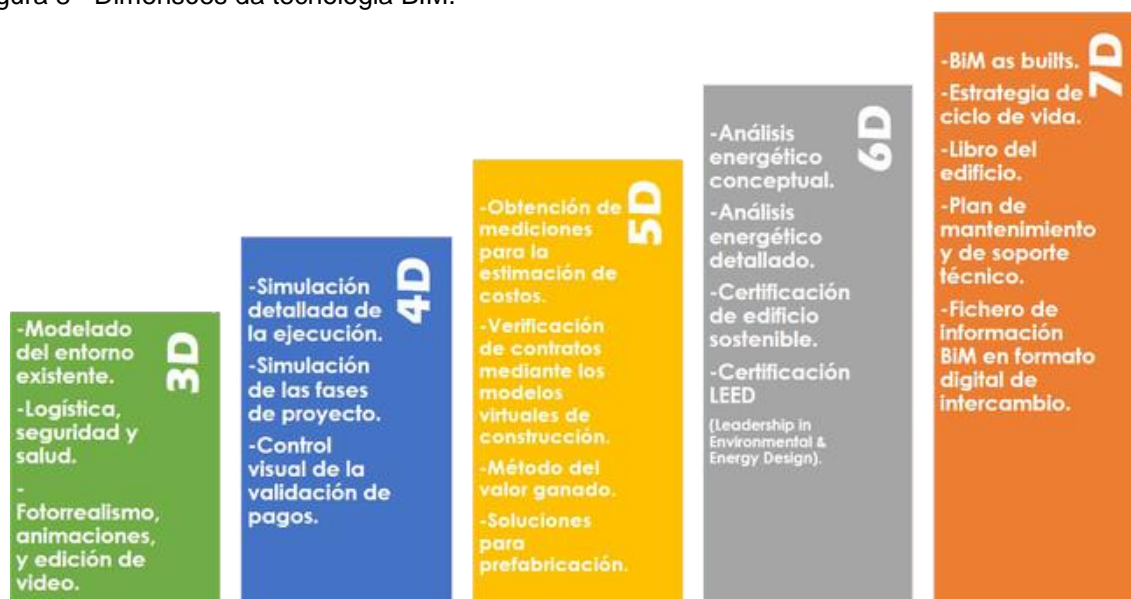 Dimensões da tecnologia BIM.
3D
-Modelado
del entorno
existente.
-Logística,
seguridad y
salud.
-
Fotorrealismo,
animaciones,
y edición de
video.
4D
-Simulación
detallada de
la ejecución.
-Simulación
de las fases
de proyecto.
-Control
visual de la
validación de
pagos.
5D
-Obtención de
mediciones
para la
estimación de
costos.
-Verificación
de contratos
mediante los
modelos
virtuales de
construcción.
-Método del
valor ganado.
-Soluciones
para
prefabricación.
6D
-Análisis
energético
conceptual.
-Análisis
energético
detallado.
-Certificación
de edificio
sostenible.
-Certificación
LEED
(Leadership in
Environmental &
Energy Design).
7D
-BiM as builts.
-Estrategia de
ciclo de vida.
-Libro del
edificio.
-Plan de
mantenimiento
y de soporte
técnico.
-Fichero de
información
BiM en formato
digital de
intercambio.